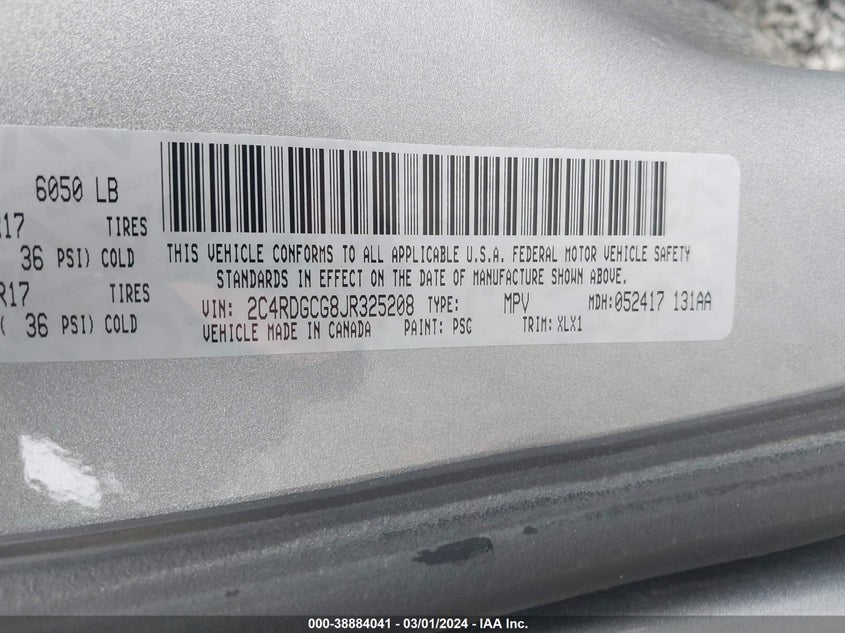 6050 LB
R17 TIRES
36 PSI) COLD
R17 TIRES
( 36 PSI) COLD
THIS VEHICLE CONFORMS TO ALL APPLICABLE U.S.A. FEDERAL MOTOR VEHICLE SAFETY
STANDARDS IN EFFECT ON THE DATE OF MANUFACTURE SHOWN ABOVE.
VIN: 2C4RDGCG8JR325208 TYPE: MPV MDH: 052417 131AA
VEHICLE MADE IN CANADA PAINT: PSC TRIM: XLX1
000-38884041 - 03/01/2024 - IAA Inc.